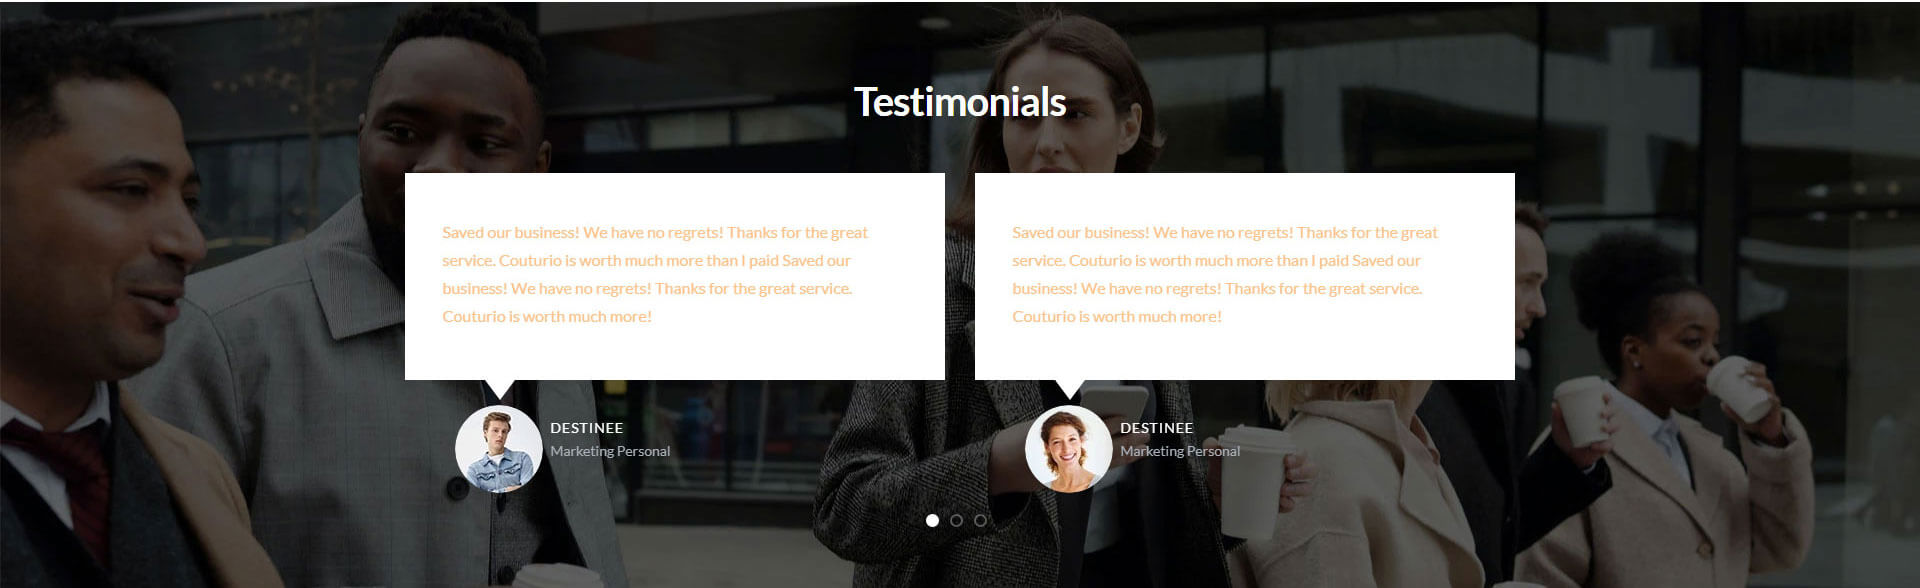 Testimonials
Saved our business! We have no regrets! Thanks for the great
service. Couturio is worth much more than I paid Saved our
business! We have no regrets! Thanks for the great service.
Couturio is worth much more!
DESTINEE
Marketing Personal
Saved our business! We have no regrets! Thanks for the great
service. Couturio is worth much more than I paid Saved our
business! We have no regrets! Thanks for the great service.
Couturio is worth much more!
DESTINEE
Marketing Personal